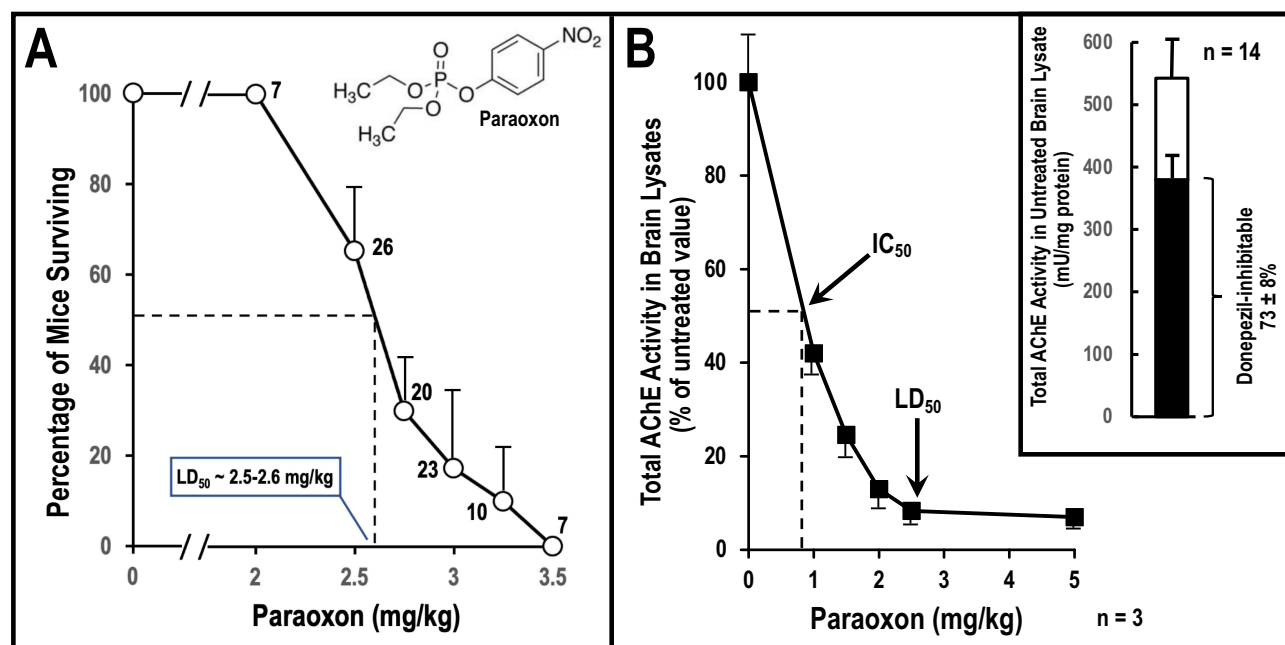 A
NO₂
O
H₃C
O
P
O
O
H₃C
Paraoxon
100
80
60
40
20
0
Percentage of Mice Surviving
7
26
20
23
10
7
LD₅₀ ~ 2.5-2.6 mg/kg
0
2
2.5
3
3.5
Paraoxon (mg/kg)
B
Total AChE Activity in Brain Lysates
(% of untreated value)
100
80
60
40
20
0
IC₅₀
LD₅₀
0
1
2
3
4
5
Paraoxon (mg/kg)
n = 3
Total AChE Activity in Untreated Brain Lysate
(mU/mg protein)
600
500
400
300
200
100
0
n = 14
Donepezil-inhibitable
73 ± 8%